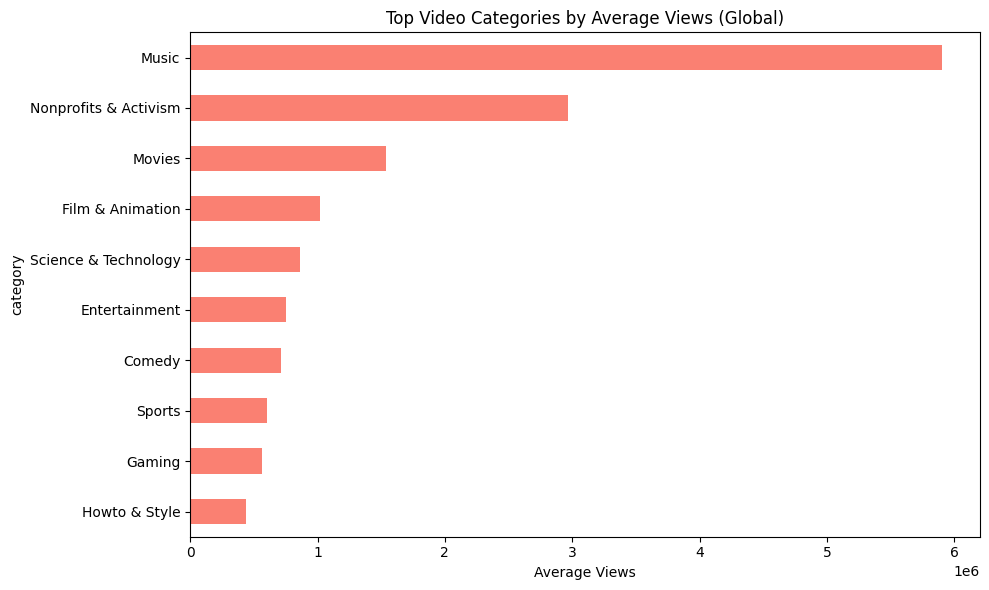 Top Video Categories by Average Views (Global)
Music
Nonprofits & Activism
Movies
Film & Animation
Science & Technology
Entertainment
Comedy
Sports
Gaming
Howto & Style
category
0 1 2 3 4 5 6
1e6
Average Views